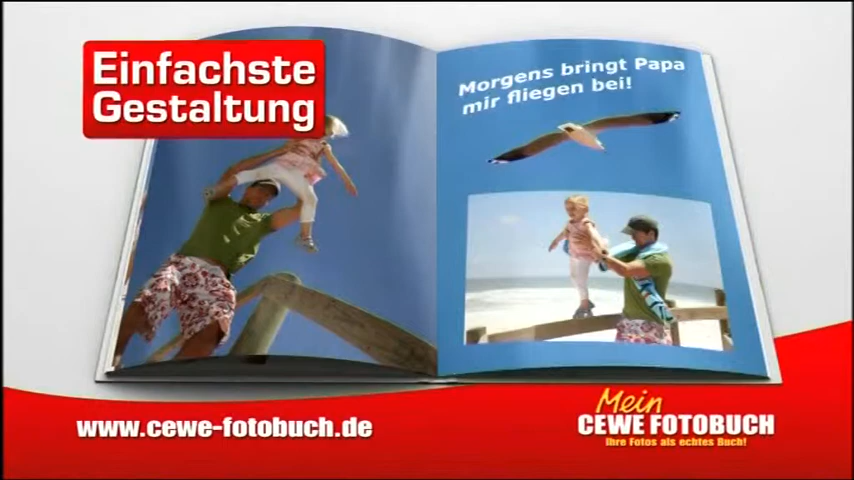 Einfachste
Gestaltung
Morgens bringt Papa
mir fliegen bei!
www.cewe-fotobuch.de
Mein
CEWE FOTOBUCH
Ihre Fotos als echtes Buch!